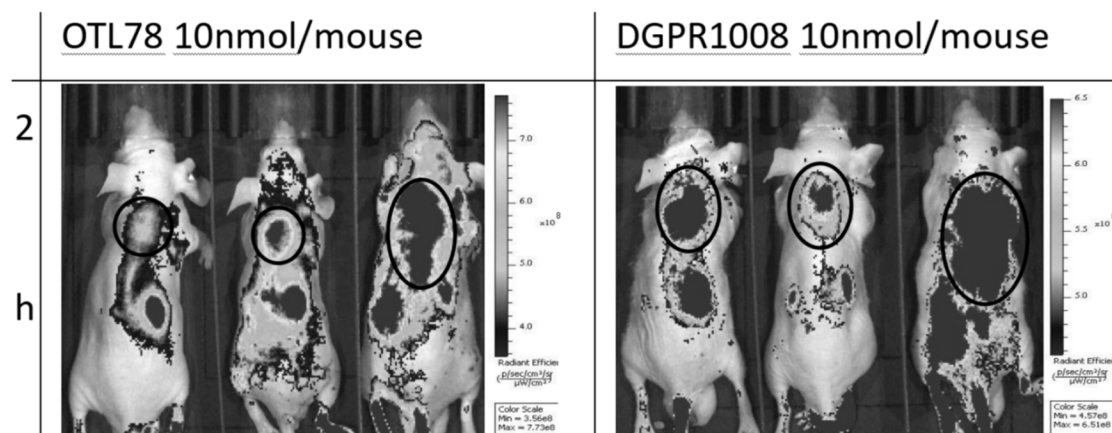 OTL78 10nmol/mouse
DGPR1008 10nmol/mouse
2
h
7.0
6.0
x10 8
5.0
4.0
Radiant Efficie
p/sec/cm²/sr
µW/cm²
Color Scale
Min = 3.56e8
Max = 7.73e8
6.5
6.0
x10 8
5.5
5.0
Radiant Efficie
p/sec/cm²/sr
µW/cm²
Color Scale
Min = 4.57e8
Max = 6.51e8